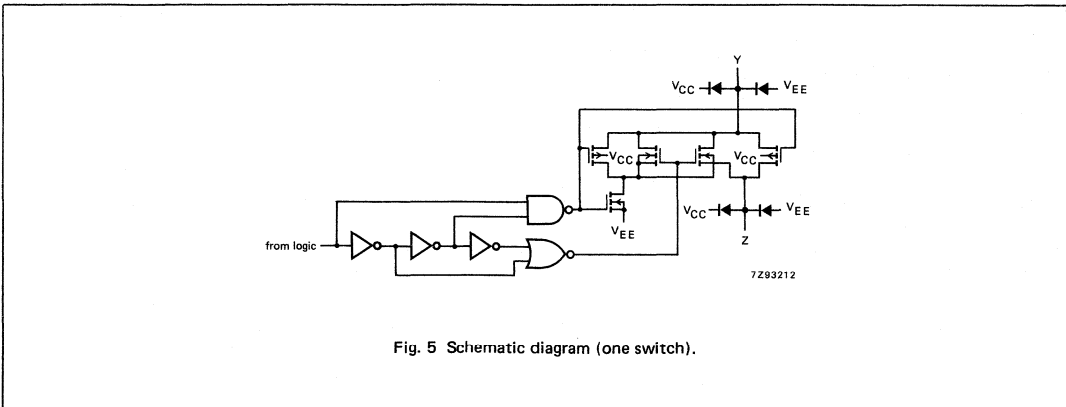 Y
VCC VEE
VCC VCC
VCC VEE
VEE
from logic
Z
7Z93212
Fig. 5 Schematic diagram (one switch).